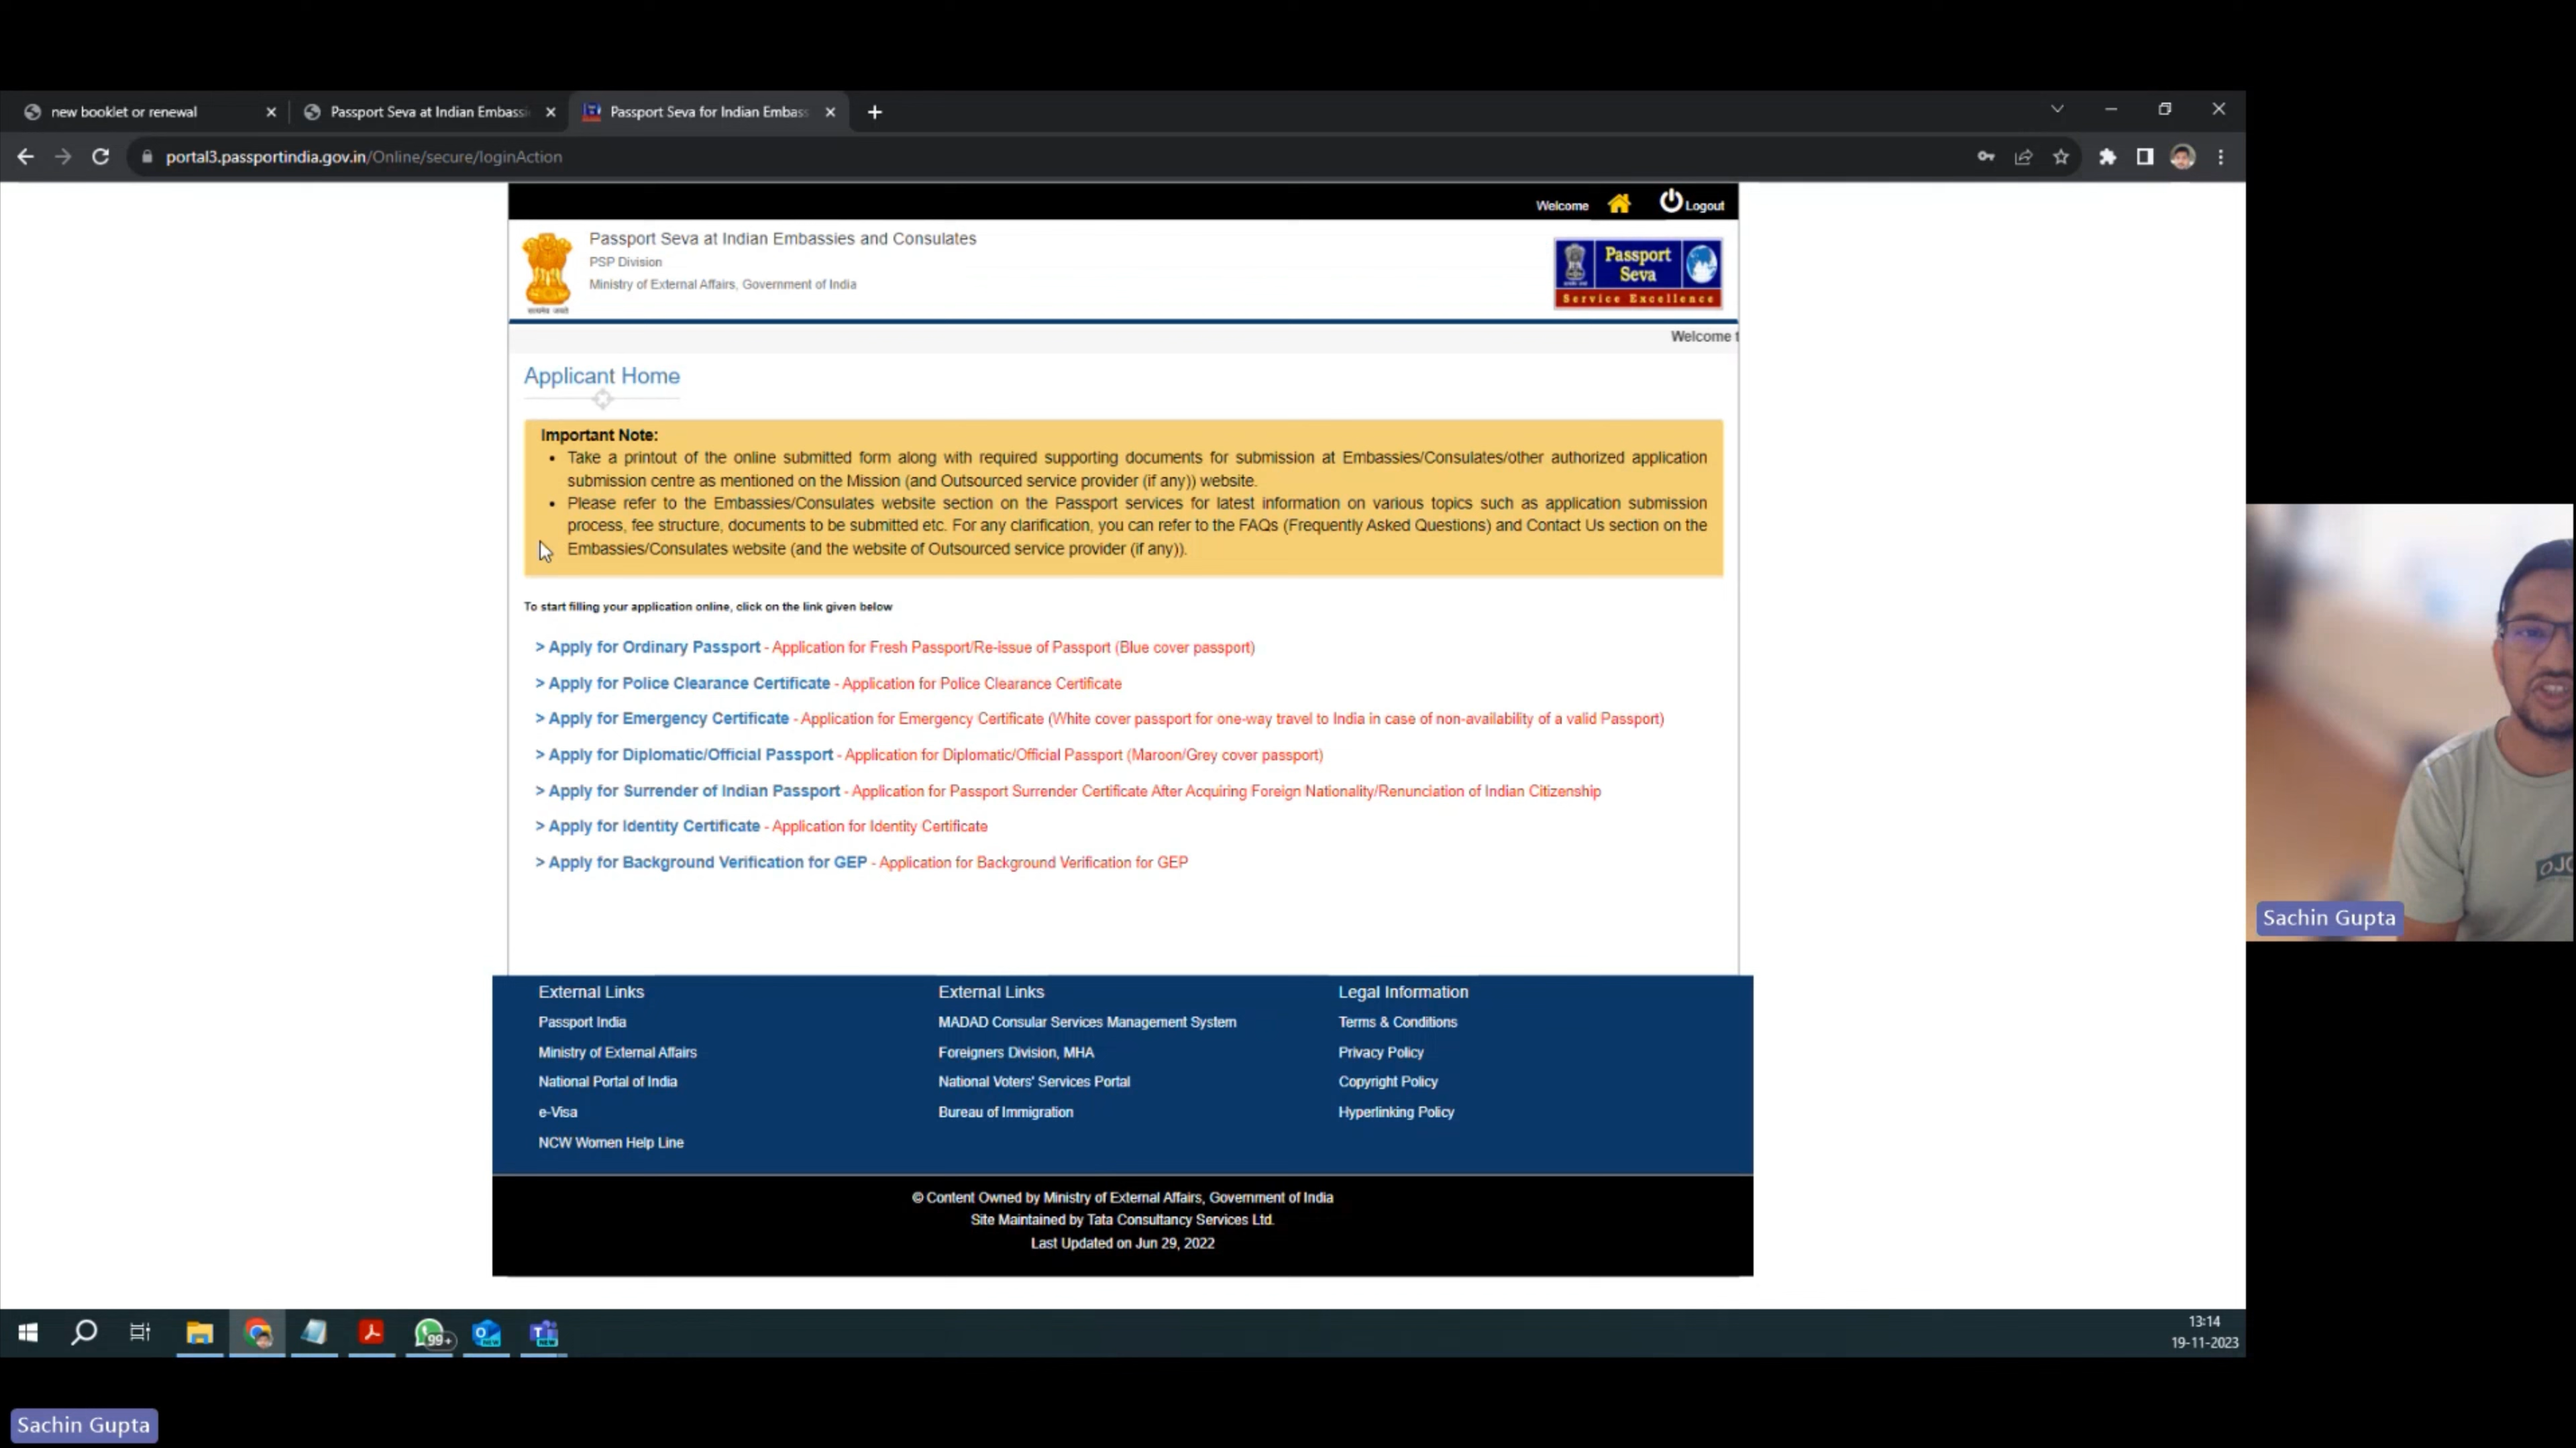 new booklet or renewal
Passport Seva at Indian Embassi
Passport Seva for Indian Embass
portal3.passportindia.gov.in/Online/secure/loginAction
Welcome
Logout
Passport Seva at Indian Embassies and Consulates
PSP Division
Ministry of External Affairs, Government of India
सत्यमेव जयते
Passport
Seva
Service Excellence
Welcome t
Applicant Home
Important Note:
• Take a printout of the online submitted form along with required supporting documents for submission at Embassies/Consulates/other authorized application
submission centre as mentioned on the Mission (and Outsourced service provider (if any)) website.
• Please refer to the Embassies/Consulates website section on the Passport services for latest information on various topics such as application submission
process, fee structure, documents to be submitted etc. For any clarification, you can refer to the FAQs (Frequently Asked Questions) and Contact Us section on the
Embassies/Consulates website (and the website of Outsourced service provider (if any)).
To start filling your application online, click on the link given below
> Apply for Ordinary Passport - Application for Fresh Passport/Re-issue of Passport (Blue cover passport)
> Apply for Police Clearance Certificate - Application for Police Clearance Certificate
> Apply for Emergency Certificate - Application for Emergency Certificate (White cover passport for one-way travel to India in case of non-availability of a valid Passport)
> Apply for Diplomatic/Official Passport - Application for Diplomatic/Official Passport (Maroon/Grey cover passport)
> Apply for Surrender of Indian Passport - Application for Passport Surrender Certificate After Acquiring Foreign Nationality/Renunciation of Indian Citizenship
> Apply for Identity Certificate - Application for Identity Certificate
> Apply for Background Verification for GEP - Application for Background Verification for GEP
Sachin Gupta
External Links
Passport India
Ministry of External Affairs
National Portal of India
e-Visa
NCW Women Help Line
External Links
MADAD Consular Services Management System
Foreigners Division, MHA
National Voters' Services Portal
Bureau of Immigration
Legal Information
Terms & Conditions
Privacy Policy
Copyright Policy
Hyperlinking Policy
© Content Owned by Ministry of External Affairs, Government of India
Site Maintained by Tata Consultancy Services Ltd.
Last Updated on Jun 29, 2022
99+
13:14
19-11-2023
Sachin Gupta